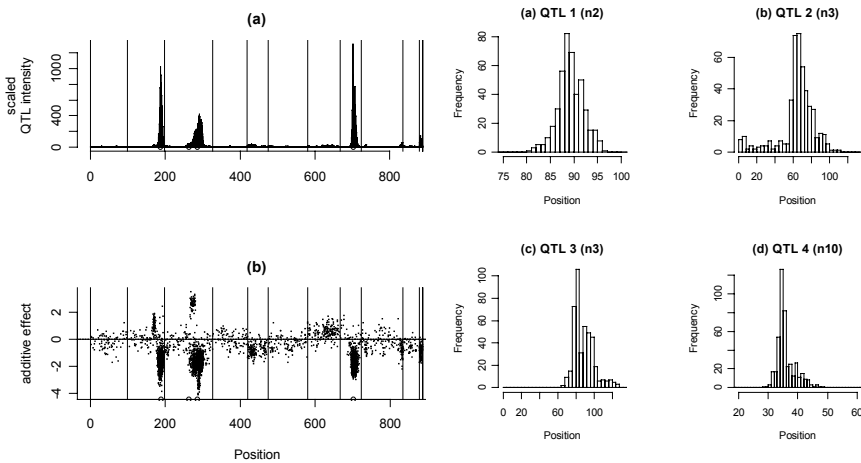 (a)
scaled
QTL intensity
0 400 1000
0 200 400 600 800
(b)
additive effect
-4 -2 0 2
0 200 400 600 800
Position
(a) QTL 1 (n2)
Frequency
0 20 40 60 80
75 80 85 90 95 100
Position
(b) QTL 2 (n3)
Frequency
0 20 40 60
0 20 60 100
Position
(c) QTL 3 (n3)
Frequency
0 20 40 60 80 100
0 20 40 60 100
Position
(d) QTL 4 (n10)
Frequency
0 20 40 60 80 100
20 30 40 50 60
Position